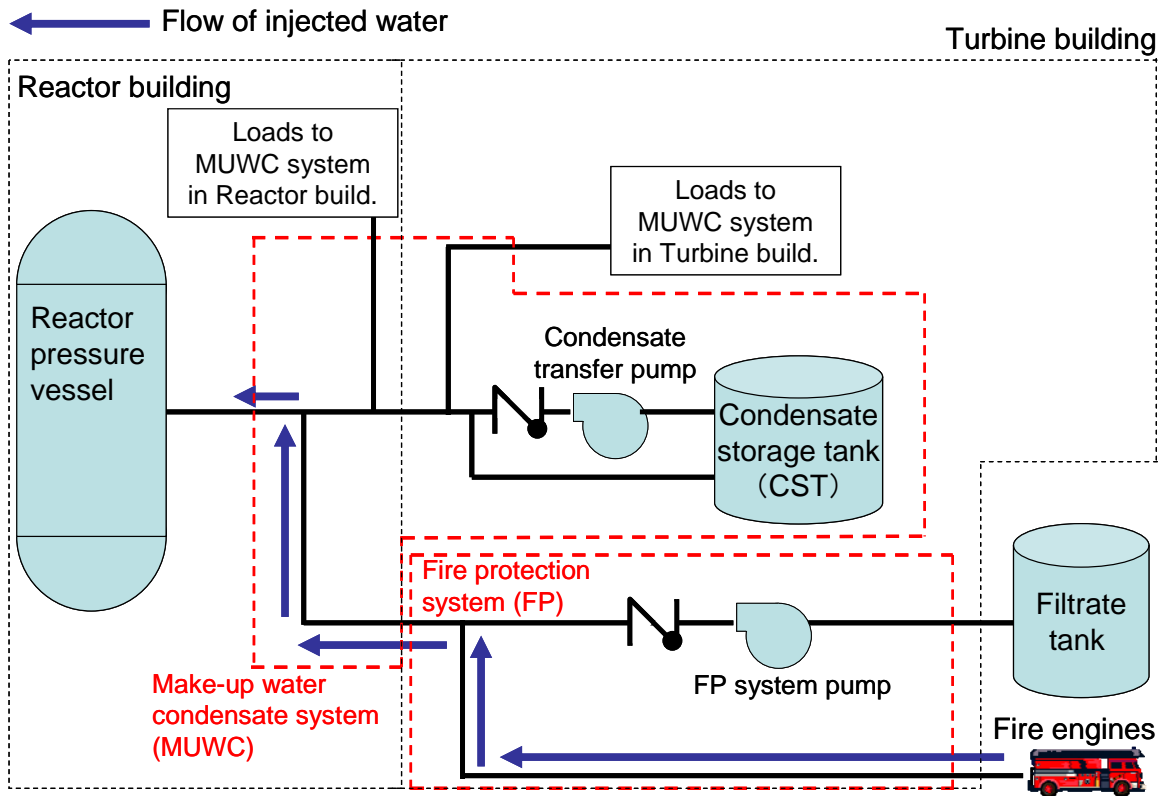 Flow of injected water
Turbine building
Reactor building
Loads to
MUWC system
in Reactor build.
Loads to
MUWC system
in Turbine build.
Reactor
pressure
vessel
Condensate
transfer pump
Condensate
storage tank
（CST）
Fire protection
system (FP)
Filtrate
tank
FP system pump
Make-up water
condensate system
(MUWC)
Fire engines